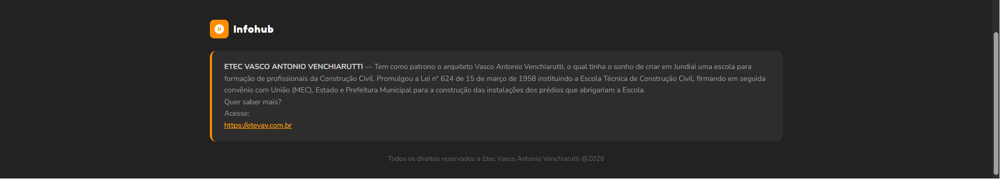 Infohub
ETEC VASCO ANTONIO VENCHIARUTTI — Tem como patrono o arquiteto Vasco Antonio Venchiarutti, o qual tinha o sonho de criar em Jundiaí uma escola para
formação de profissionais da Construção Civil. Promulgou a Lei nº 624 de 15 de março de 1958 instituindo a Escola Técnica de Construção Civil, firmando em seguida
convênio com União (MEC), Estado e Prefeitura Municipal para a construção das instalações dos prédios que abrigariam a Escola.
Quer saber mais?
Acesse:
https://etevav.com.br
Todos os direitos reservados a Etec Vasco Antonio Venchiarutti @2026